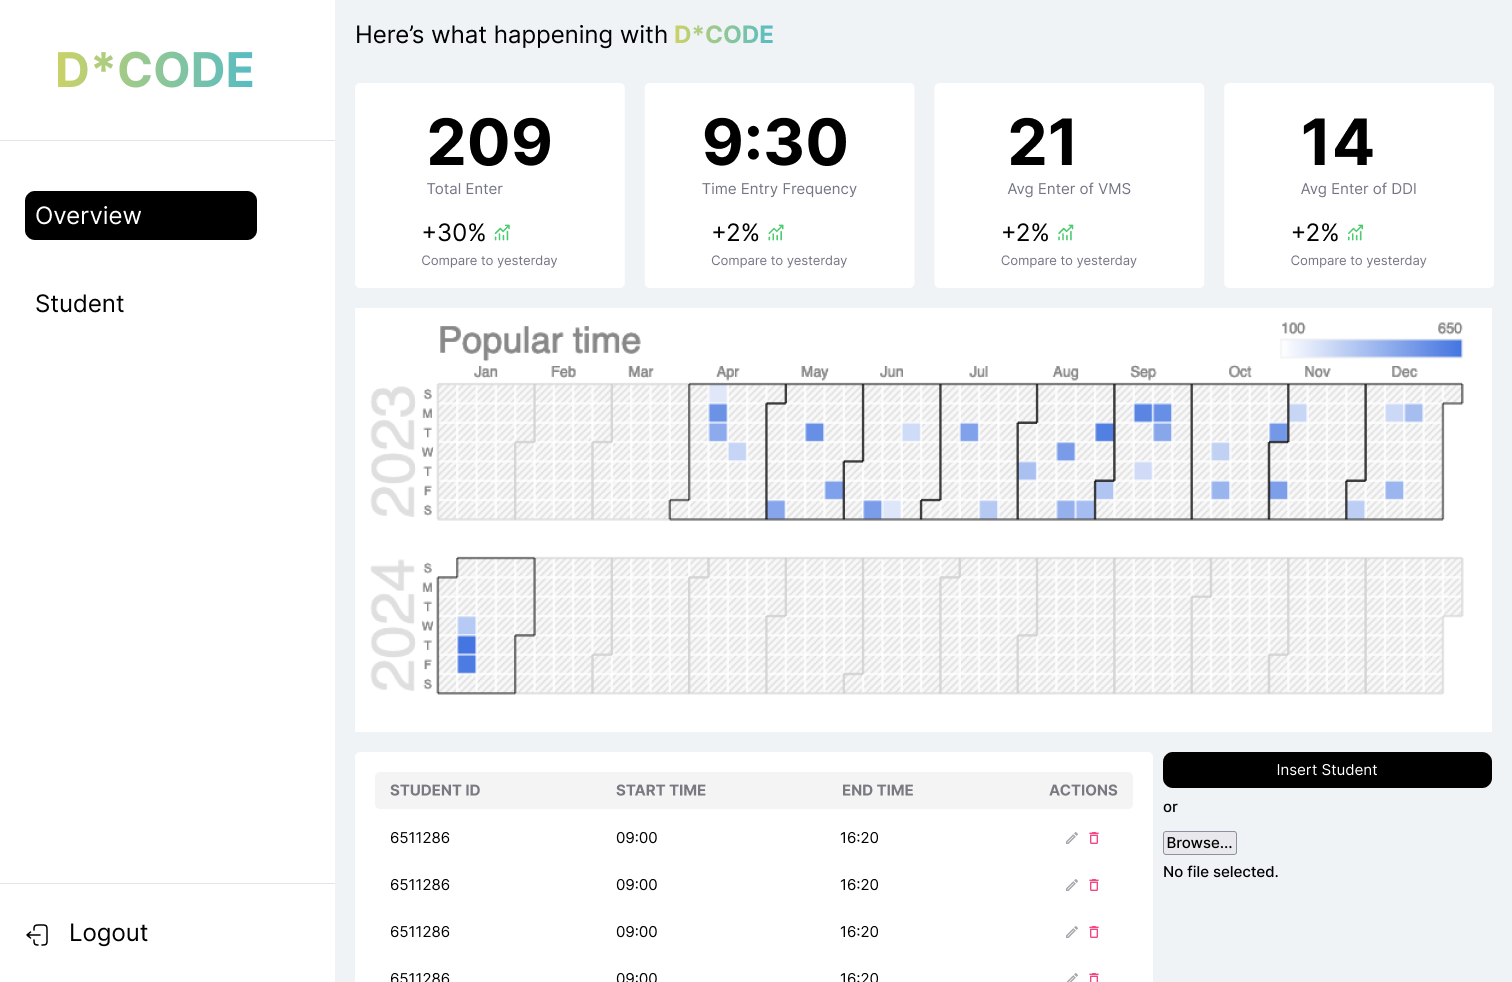 D*CODE
Overview
Student
Logout
Here’s what happening with D*CODE
209
Total Enter
+30%
Compare to yesterday
9:30
Time Entry Frequency
+2%
Compare to yesterday
21
Avg Enter of VMS
+2%
Compare to yesterday
14
Avg Enter of DDI
+2%
Compare to yesterday
Popular time
100 650
Jan Feb Mar Apr May Jun Jul Aug Sep Oct Nov Dec
2023
S
M
T
W
T
F
S
2024
S
M
T
W
T
F
S
STUDENT ID START TIME END TIME ACTIONS
6511286 09:00 16:20
6511286 09:00 16:20
6511286 09:00 16:20
6511286 09:00 16:20
Insert Student
or
Browse...
No file selected.